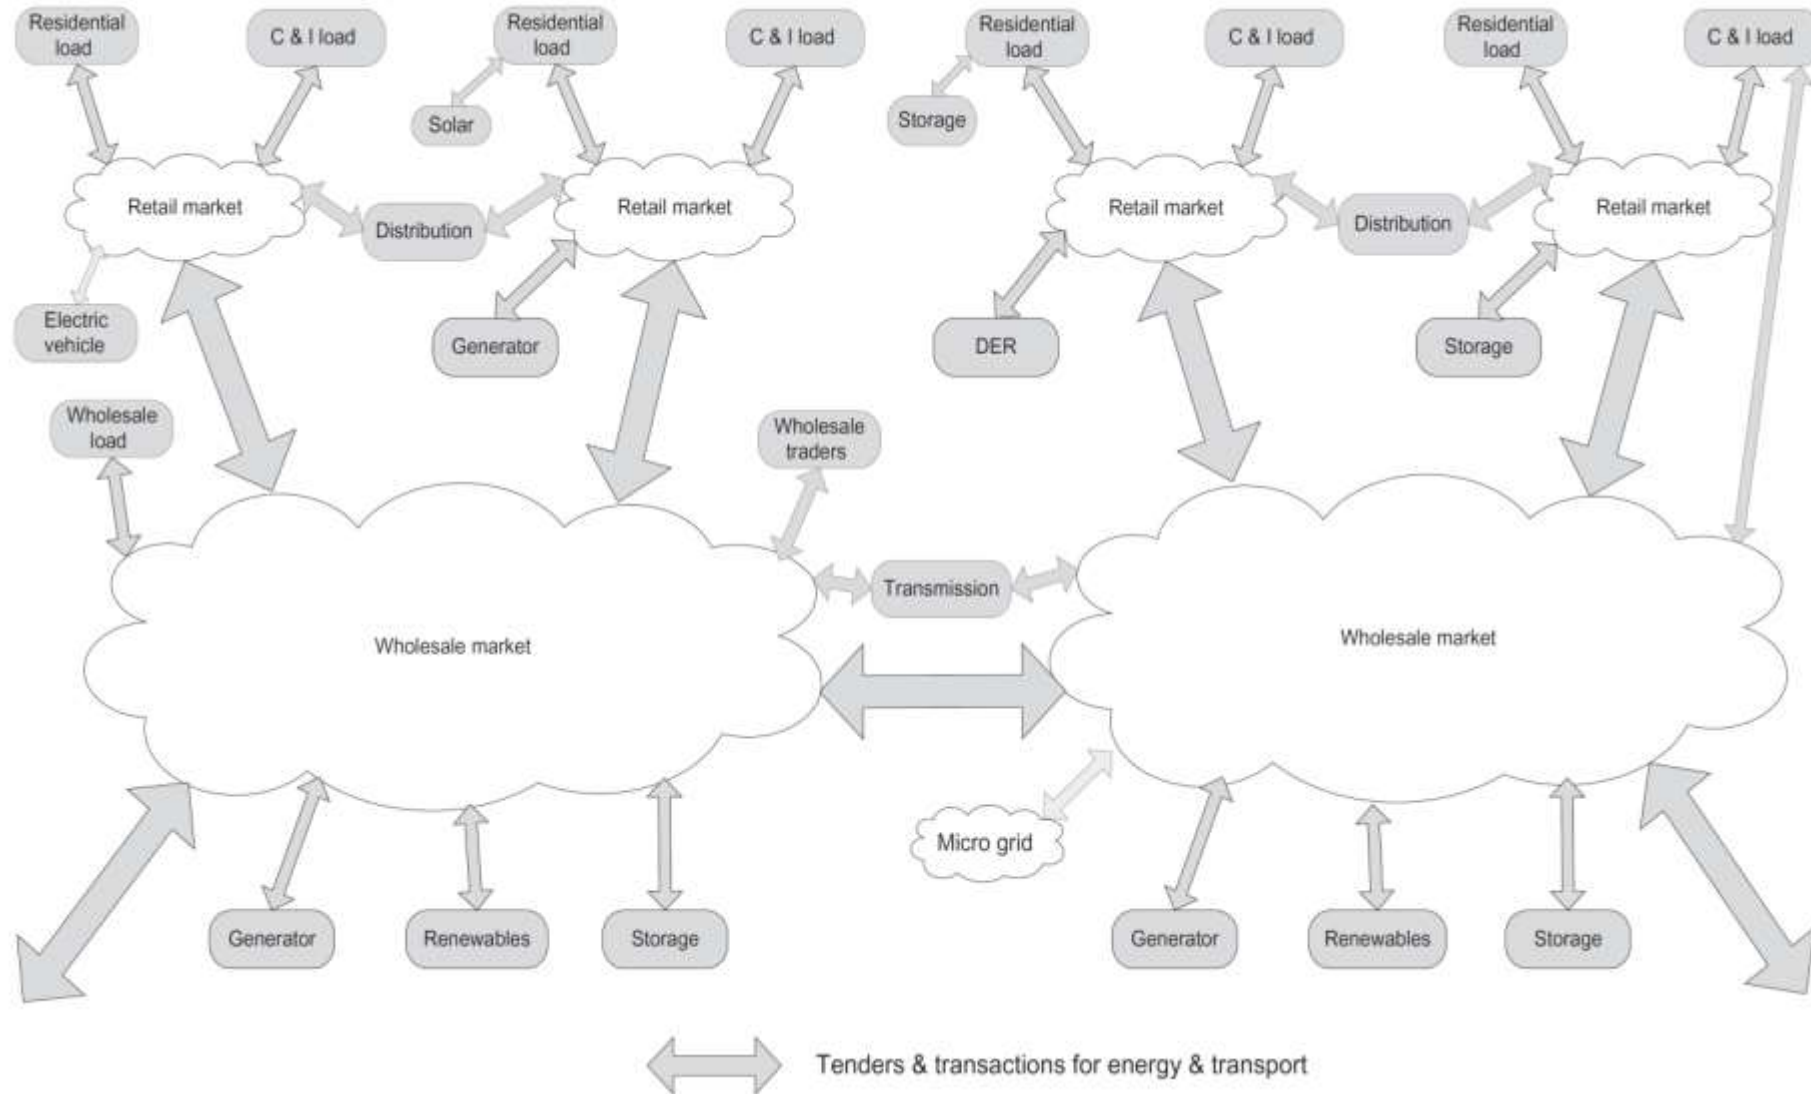 Residential
load
C & I load
Residential
load
C & I load
Residential
load
C & I load
Residential
load
C & I load
Solar
Storage
Retail market
Distribution
Retail market
Retail market
Distribution
Retail market
Electric
vehicle
Generator
DER
Storage
Wholesale
load
Wholesale
traders
Transmission
Wholesale market
Wholesale market
Micro grid
Generator
Renewables
Storage
Generator
Renewables
Storage
Tenders & transactions for energy & transport